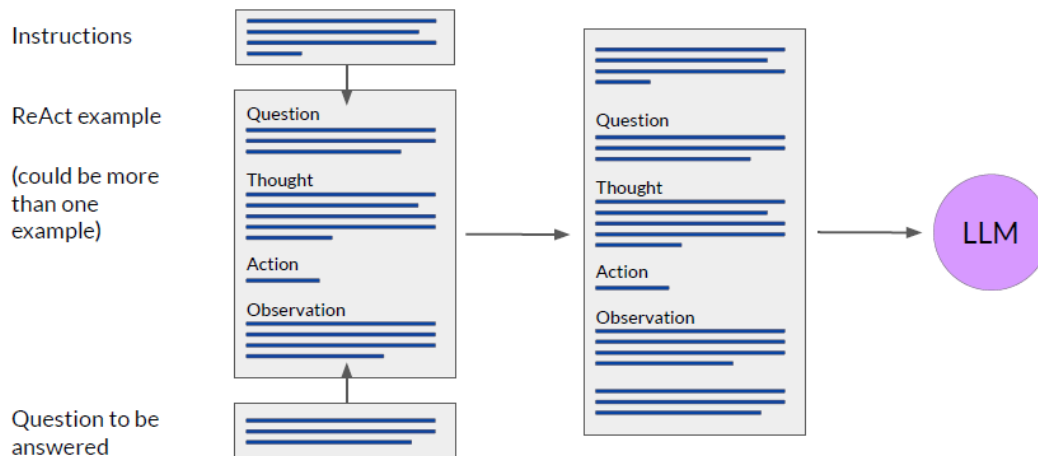 Instructions
ReAct example
(could be more
than one
example)
Question to be
answered
Question
Thought
Action
Observation
Question
Thought
Action
Observation
LLM